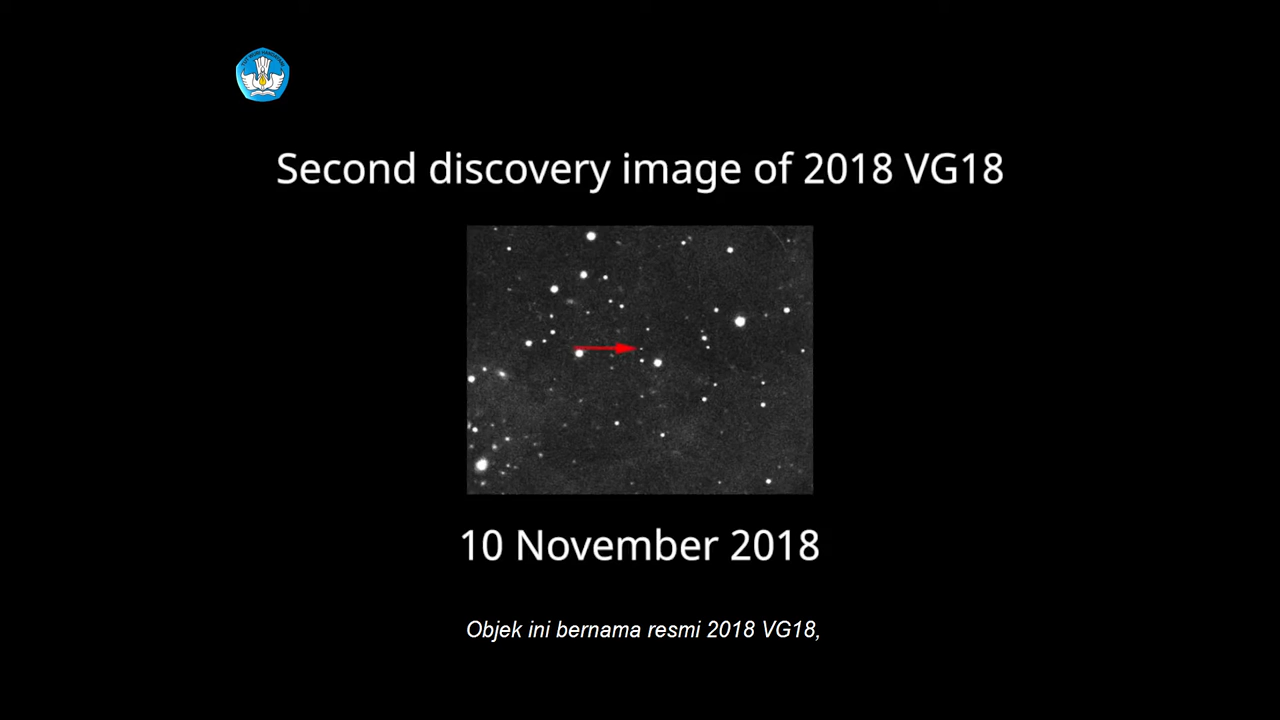 Second discovery image of 2018 VG18
10 November 2018
Objek ini bernama resmi 2018 VG18,